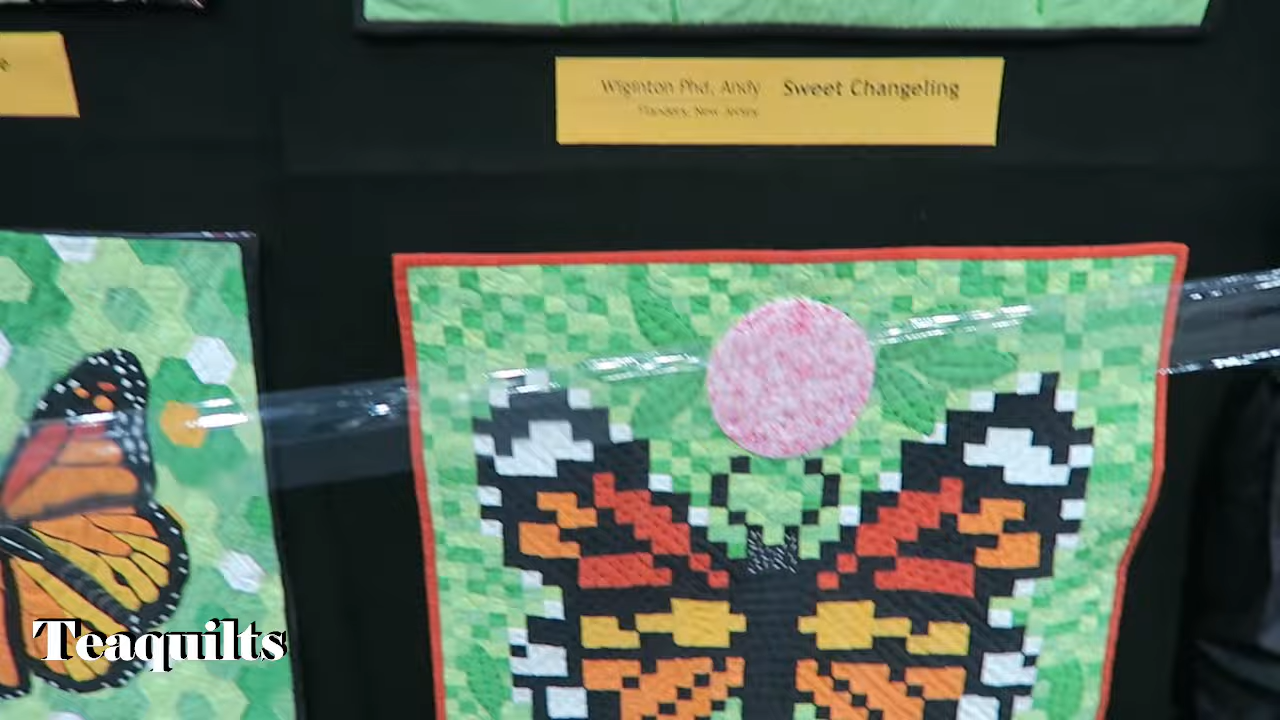 e
Wiginton Phd, Andy Sweet Changeling
Flanders, New Jersey
Teaquilts